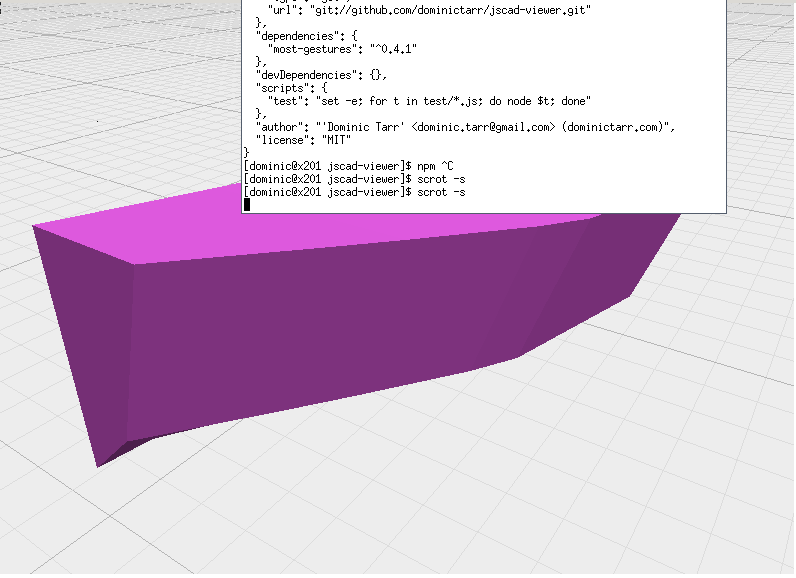 "url": "git://github.com/dominictarr/jscad-viewer.git"
},
"dependencies": {
"most-gestures": "^0.4.1"
},
"devDependencies": {},
"scripts": {
"test": "set -e; for t in test/*.js; do node $t; done"
},
"author": "'Dominic Tarr' <dominic.tarr@gmail.com> (dominictarr.com)",
"license": "MIT"
}
[dominic@x201 jscad-viewer]$ npm ^C
[dominic@x201 jscad-viewer]$ scrot -s
[dominic@x201 jscad-viewer]$ scrot -s